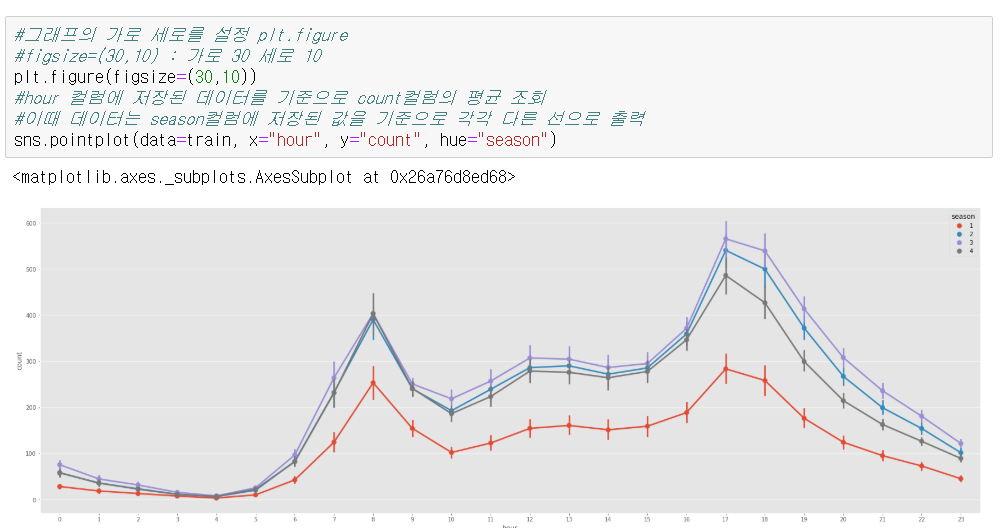 #그래프의 가로 세로를 설정 plt.figure
#figsize=(30,10) : 가로 30 세로 10
plt.figure(figsize=(30,10))
#hour 컬럼에 저장된 데이터를 기준으로 count컬럼의 평균 조회
#이때 데이터는 season컬럼에 저장된 값을 기준으로 각각 다른 선으로 출력
sns.pointplot(data=train, x="hour", y="count", hue="season")
<matplotlib.axes._subplots.AxesSubplot at 0x26a76d8ed68>
season
1
2
3
4
600
500
400
300
200
100
0
count
0 1 2 3 4 5 6 7 8 9 10 11 12 13 14 15 16 17 18 19 20 21 22 23
hour